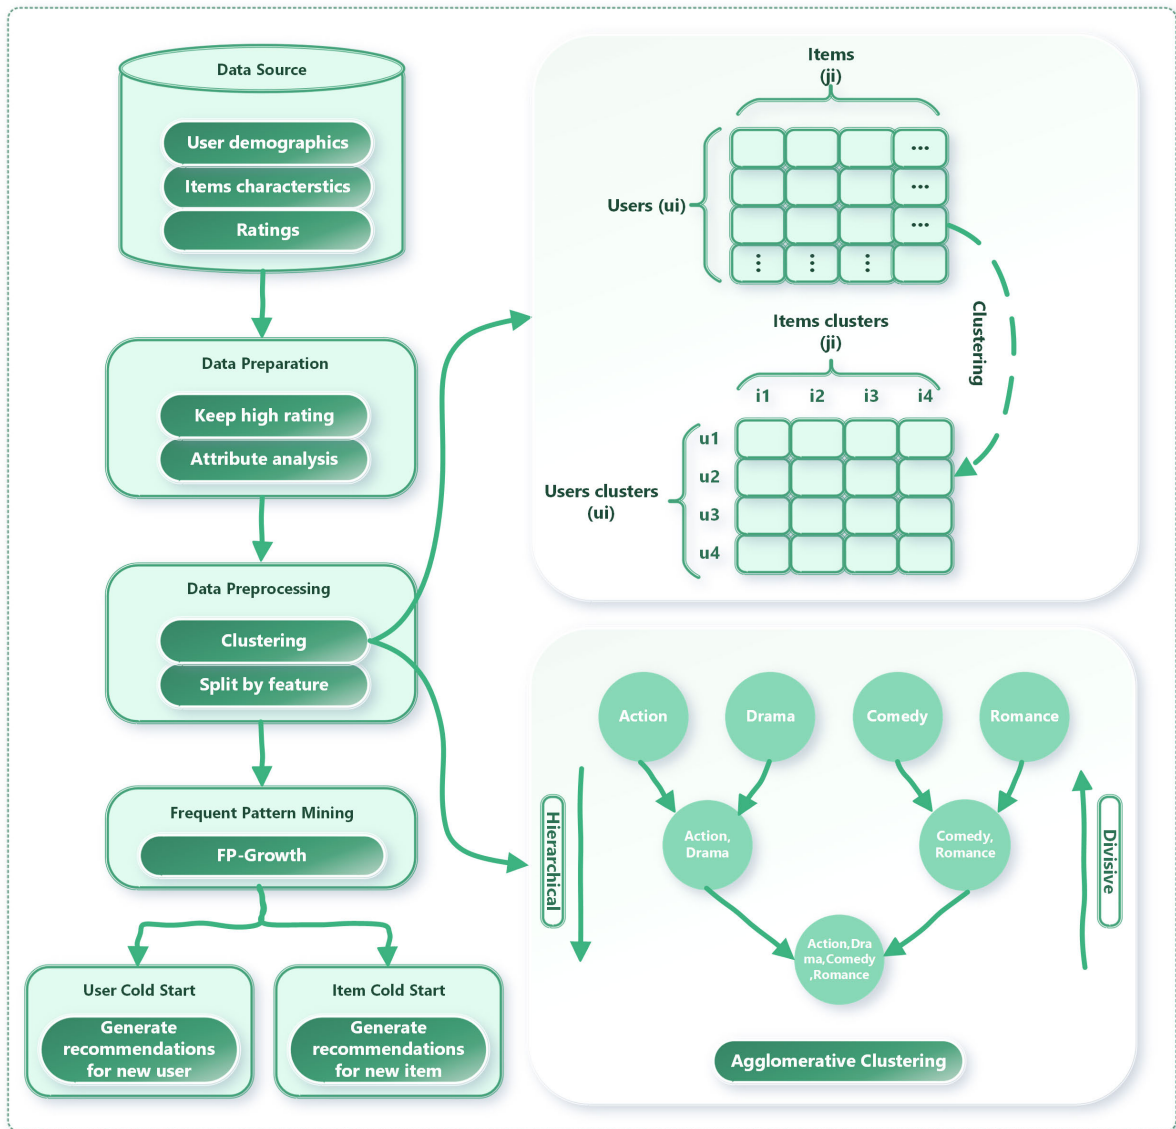 Data Source
User demographics
Items characterstics
Ratings
Data Preparation
Keep high rating
Attribute analysis
Data Preprocessing
Clustering
Split by feature
Frequent Pattern Mining
FP-Growth
User Cold Start
Generate
recommendations
for new user
Item Cold Start
Generate
recommendations
for new item
Items
(ji)
Users (ui)
...
...
...
⋮ ⋮ ⋮
Clustering
Items clusters
(ji)
i1 i2 i3 i4
Users clusters
(ui)
u1
u2
u3
u4
Action
Drama
Comedy
Romance
Hierarchical
Action,
Drama
Comedy,
Romance
Divisive
Action,Dra
ma,Comedy
,Romance
Agglomerative Clustering